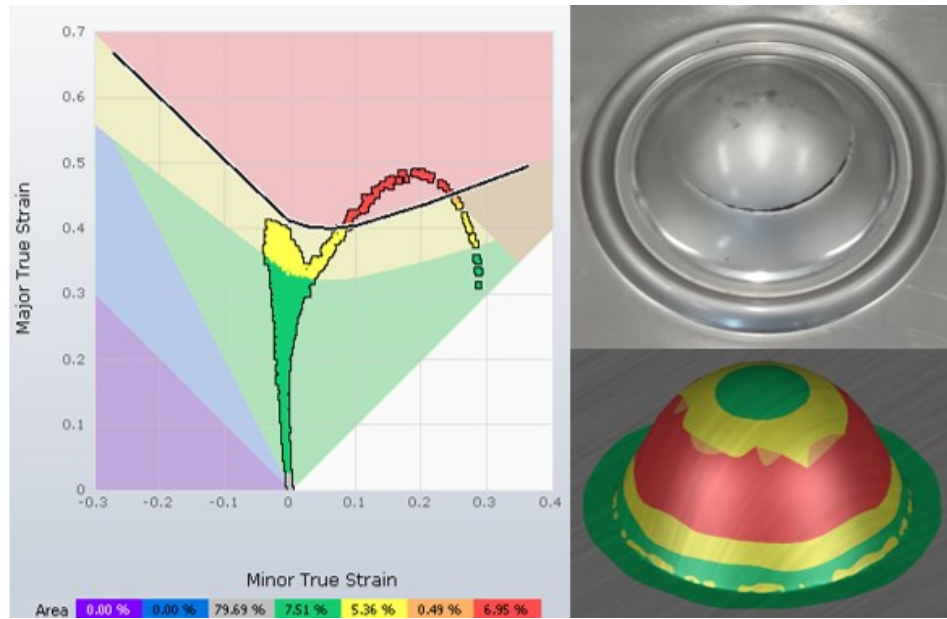 0.7
0.6
0.5
0.4
0.3
0.2
0.1
0
-0.3 -0.2 -0.1 0 0.1 0.2 0.3 0.4
Major True Strain
Minor True Strain
Area 0.00 % 0.00 % 79.69 % 7.51 % 5.36 % 0.49 % 6.95 %